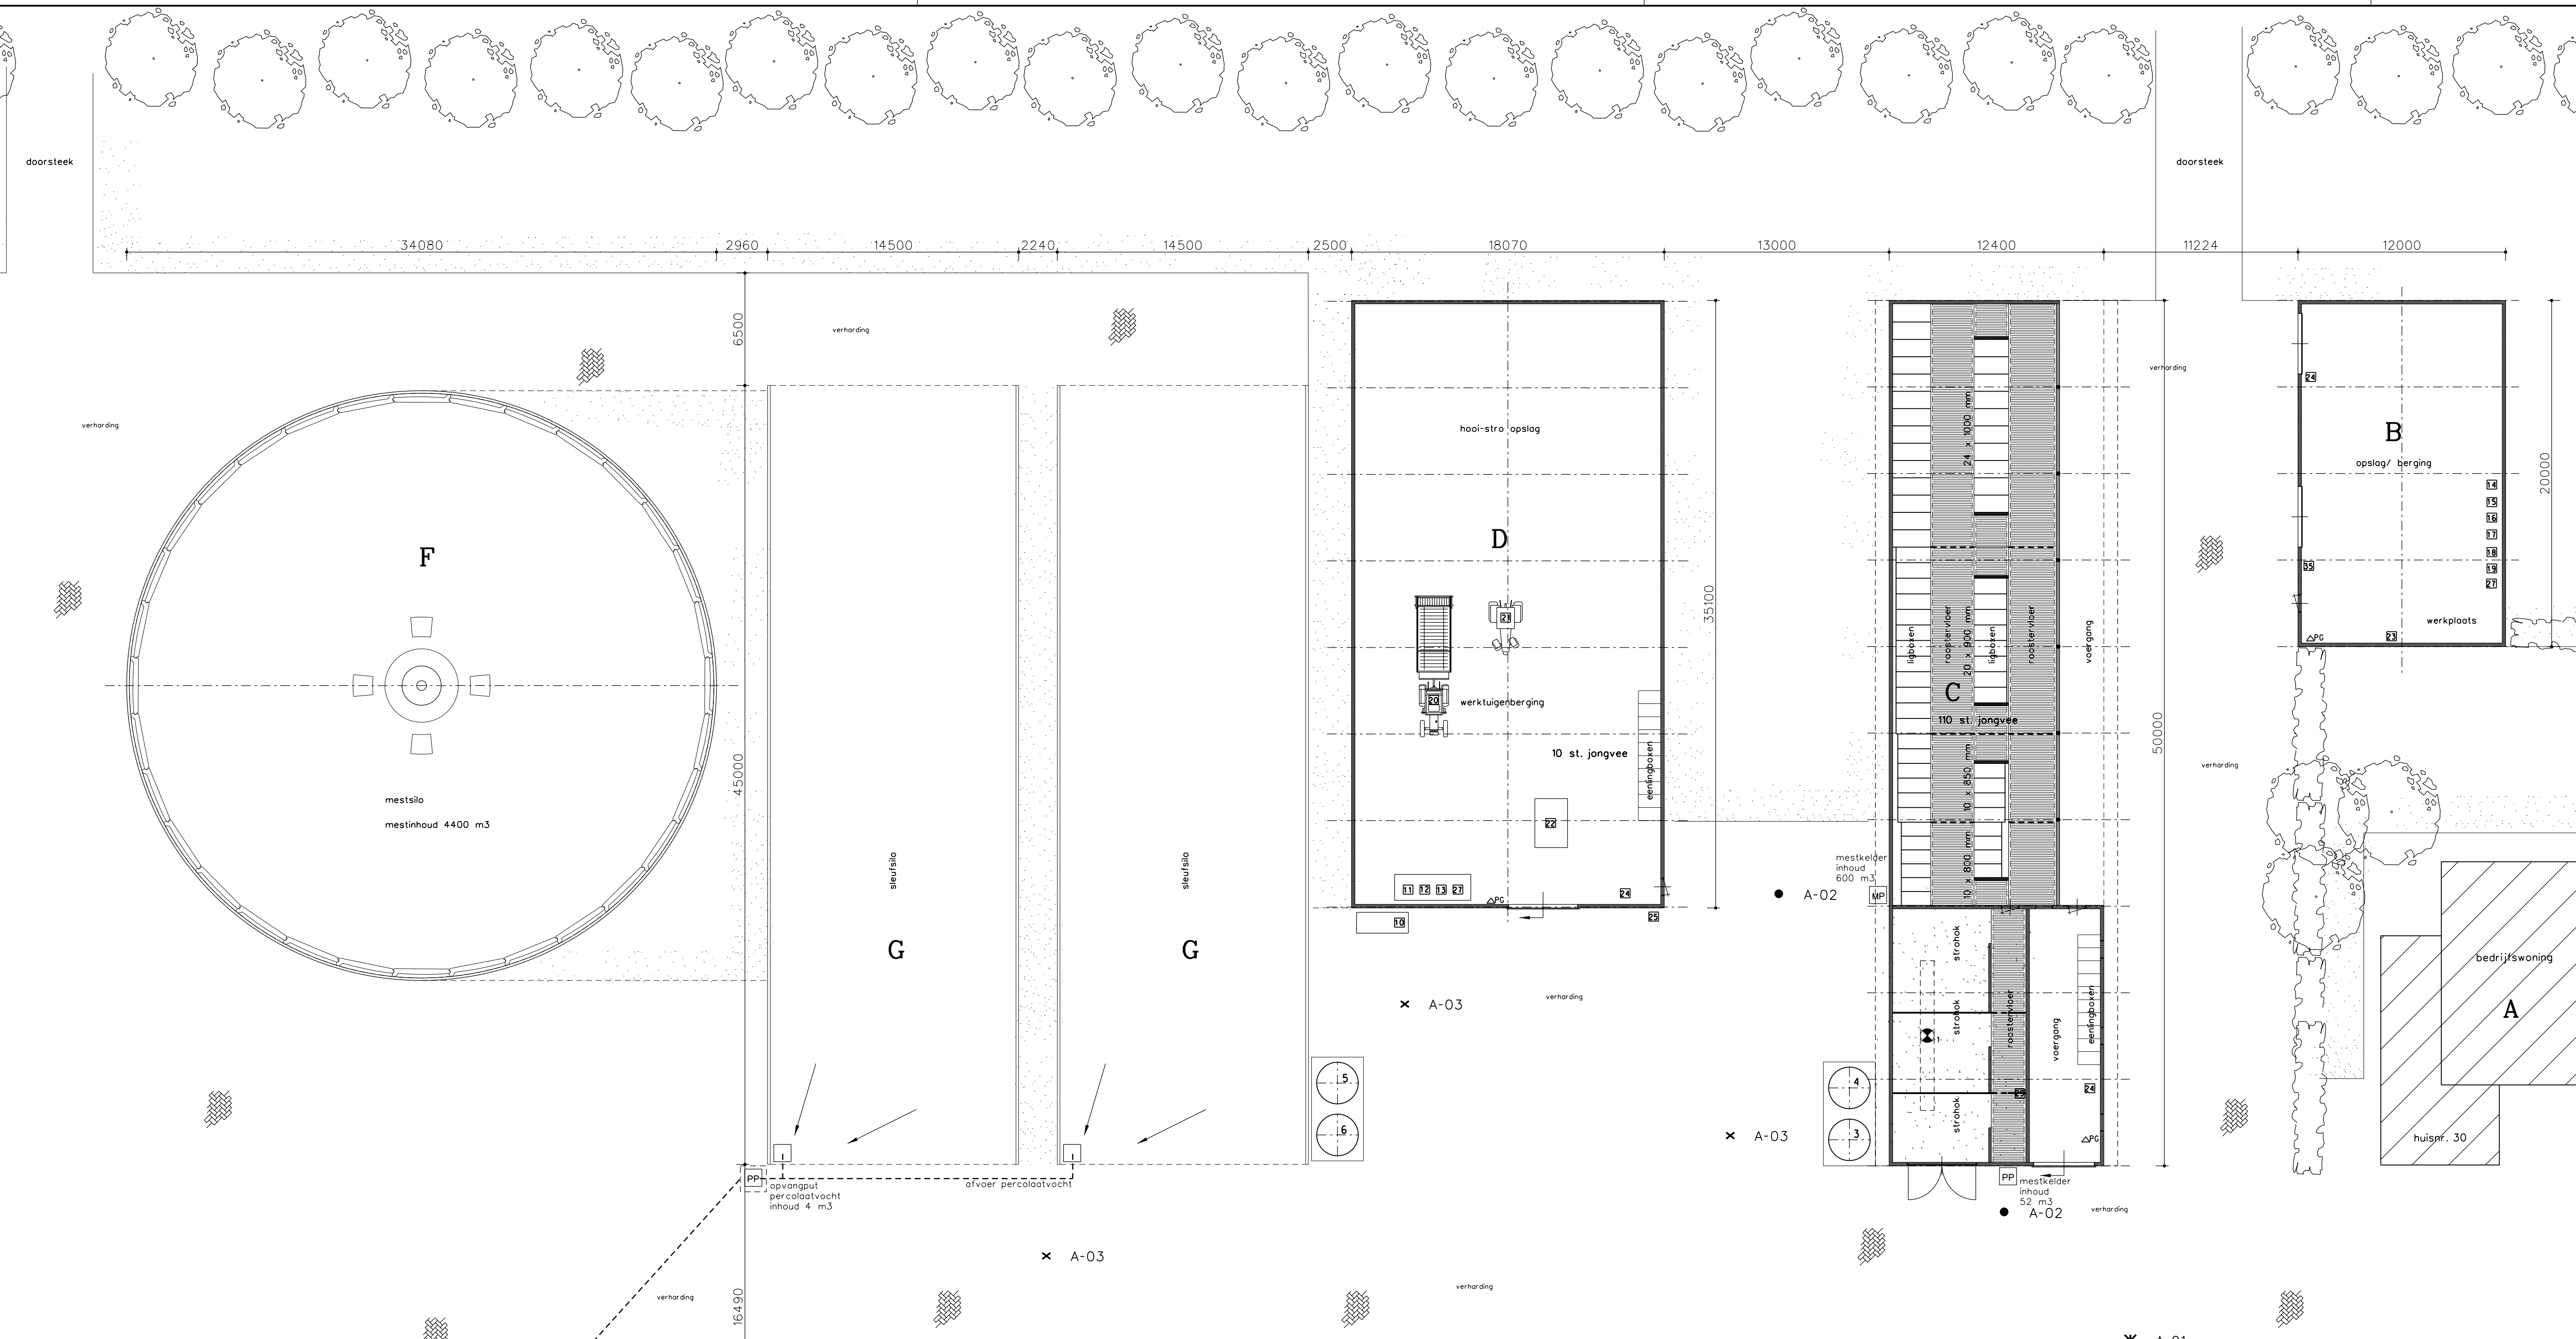 doorsteek
doorsteek
34080
2960
14500
2240
14500
2500
18070
13000
12400
11224
12000
6500
verharding
verharding
verharding
F
mestsilo
mestinhoud 4400 m3
45000
sleufsilo
G
sleufsilo
G
hooi-stro opslag
D
21
20
werktuigenberging
10 st. jongvee
eenlingboxen
22
11
12
13
27
PG
24
10
25
35100
24 x 1000 mm
ligboxen
roostervloer
20 x 900 mm
ligboxen
roostervloer
voergang
C
110 st. jongvee
10 x 850 mm
10 x 800 mm
mestkelder
inhoud
600 m3
MP
A-02
50000
strohok
strohok
strohok
1
roostervloer
voergang
eenlingboxen
24
PG
24
B
opslag/ berging
14
15
16
17
18
19
27
35
werkplaats
PG
23
20000
verharding
bedrijfswoning
A
huisnr. 30
A-03
verharding
5
6
4
3
A-03
PP
opvangput
percolaatvocht
inhoud 4 m3
afvoer percolaatvocht
PP
mestkelder
inhoud
52 m3
A-02
verharding
A-03
verharding
verharding
16490
A-01